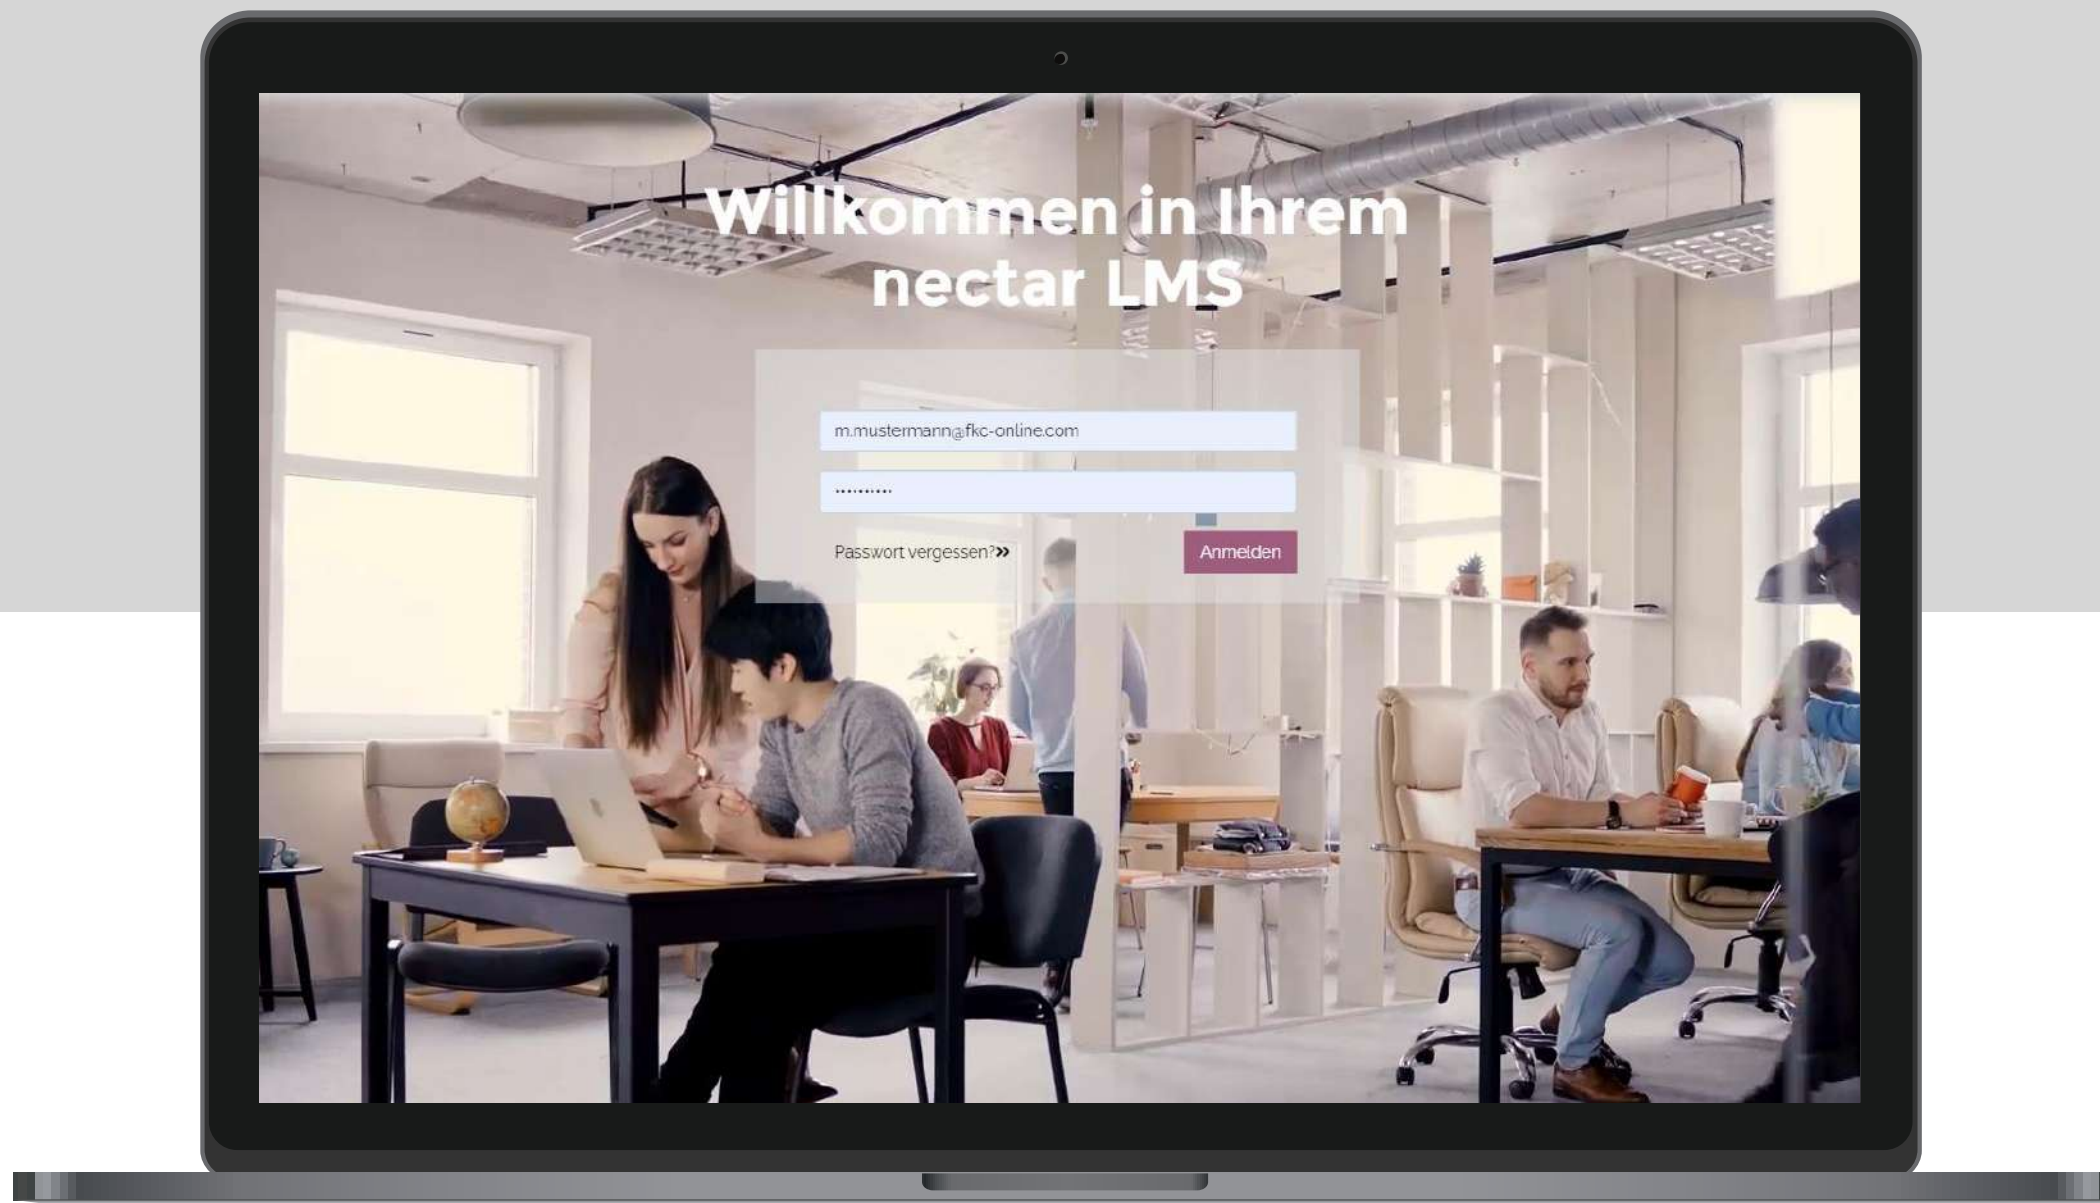 Willkommen in Ihrem
nectar LMS
m.mustermann@fkc-online.com
Passwort vergessen?»
Anmelden